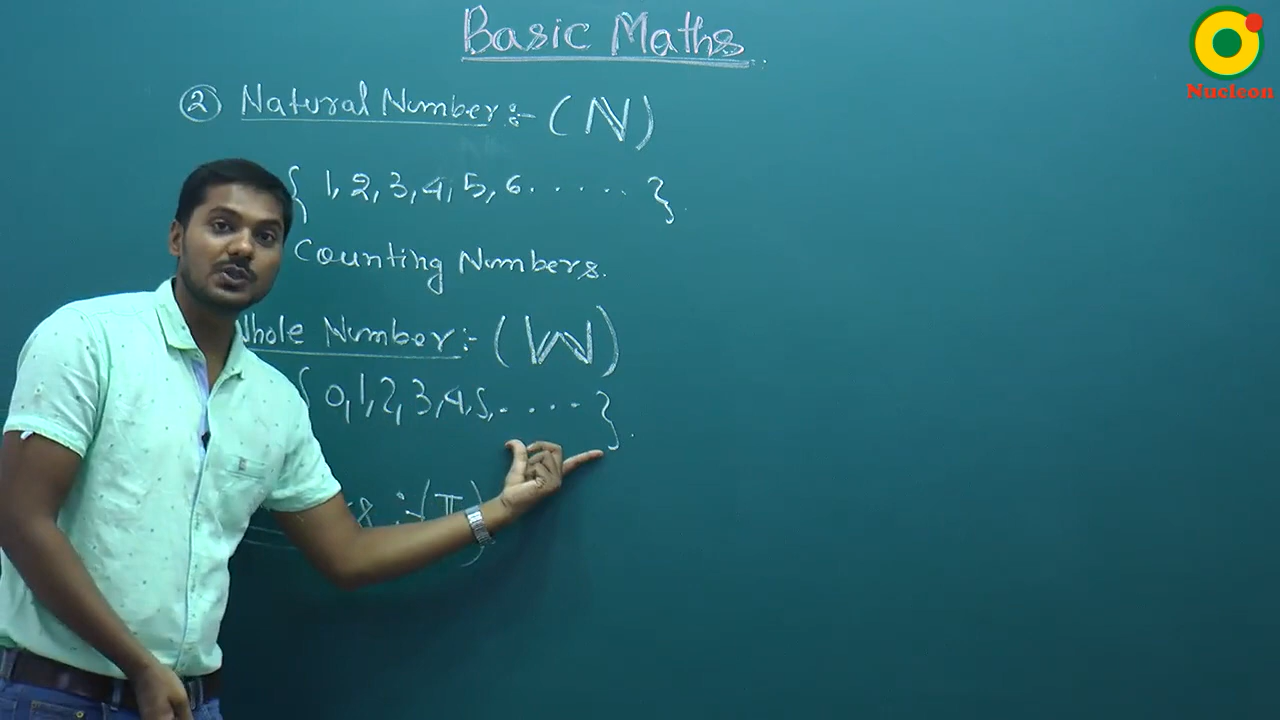 Basic Maths
Nucleon
② Natural Number :- (ℕ)
{ 1, 2, 3, 4, 5, 6 ...... }.
Counting Numbers.
Whole Number :- (W)
{ 0, 1, 2, 3, 4, 5, ..... }.